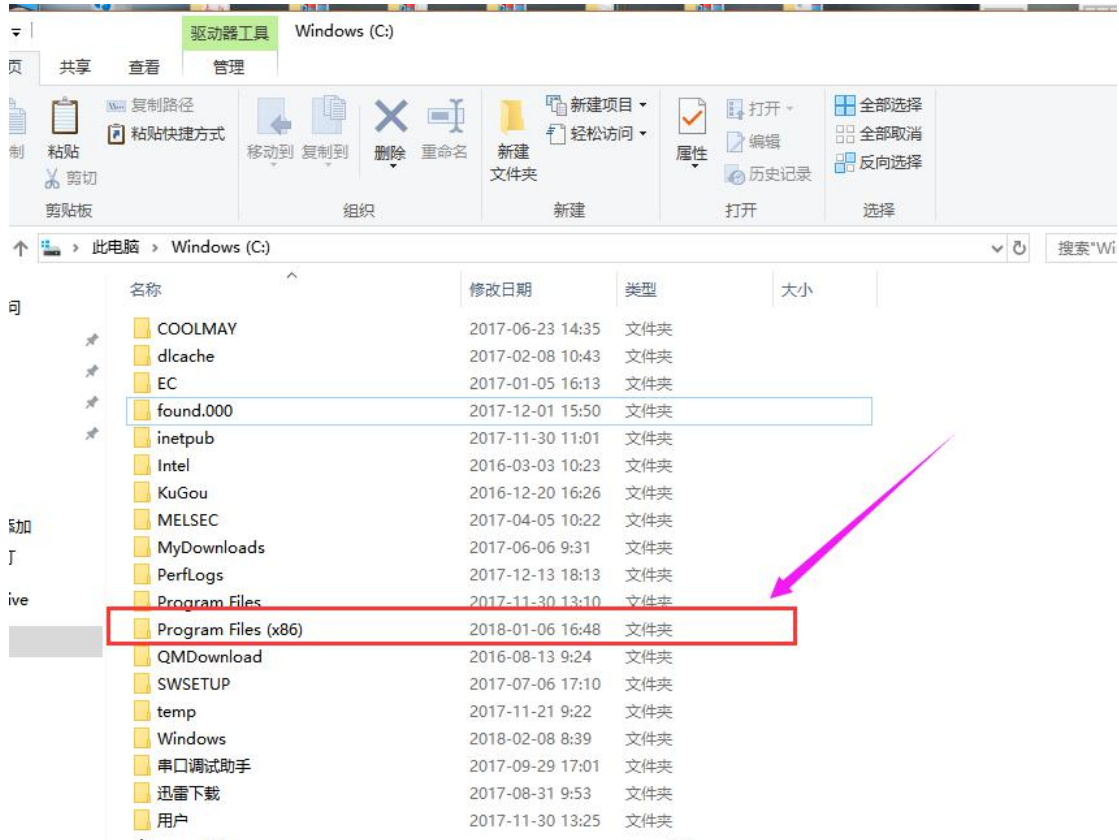 驱动器工具 Windows (C:)
页 共享 查看 管理
复制路径
粘贴快捷方式
制 粘贴
剪切
剪贴板
移动到 复制到 删除 重命名
组织
新建
文件夹
新建项目
轻松访问
新建
属性
打开
编辑
历史记录
打开
全部选择
全部取消
反向选择
选择
此电脑 › Windows (C:)
搜索"Wi
名称 修改日期 类型 大小
问
COOLMAY 2017-06-23 14:35 文件夹
dlcache 2017-02-08 10:43 文件夹
EC 2017-01-05 16:13 文件夹
found.000 2017-12-01 15:50 文件夹
inetpub 2017-11-30 11:01 文件夹
Intel 2016-03-03 10:23 文件夹
KuGou 2016-12-20 16:26 文件夹
MELSEC 2017-04-05 10:22 文件夹
添加
MyDownloads 2017-06-06 9:31 文件夹
PerfLogs 2017-12-13 18:13 文件夹
ive
Program Files 2017-11-30 13:10 文件夹
Program Files (x86) 2018-01-06 16:48 文件夹
QMDownload 2016-08-13 9:24 文件夹
SWSETUP 2017-07-06 17:10 文件夹
temp 2017-11-21 9:22 文件夹
Windows 2018-02-08 8:39 文件夹
串口调试助手 2017-09-29 17:01 文件夹
迅雷下载 2017-08-31 9:53 文件夹
用户 2017-11-30 13:25 文件夹